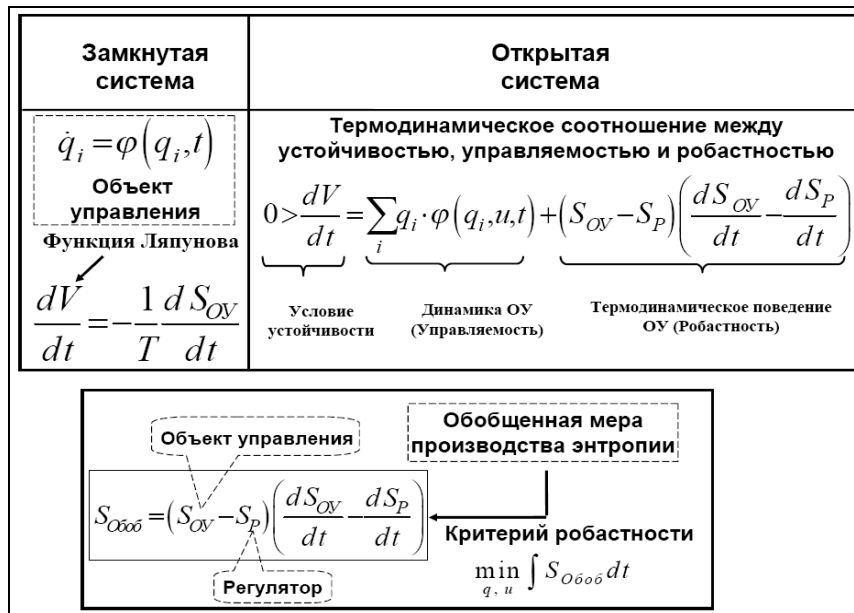 Замкнутая
система
q̇_i = φ(q_i, t)
Объект
управления
Функция Ляпунова
dV/dt = −(1/T) dS_ОУ/dt
Открытая
система
Термодинамическое соотношение между
устойчивостью, управляемостью и робастностью
0 > dV/dt = ∑_i q_i · φ(q_i, u, t) + (S_ОУ − S_Р)(dS_ОУ/dt − dS_Р/dt)
Условие
устойчивости
Динамика ОУ
(Управляемость)
Термодинамическое поведение
ОУ (Робастность)
Объект управления
Обобщенная мера
производства энтропии
S_Обоб = (S_ОУ − S_Р)(dS_ОУ/dt − dS_Р/dt)
Регулятор
Критерий робастности
min_{q, u} ∫ S_Обоб dt